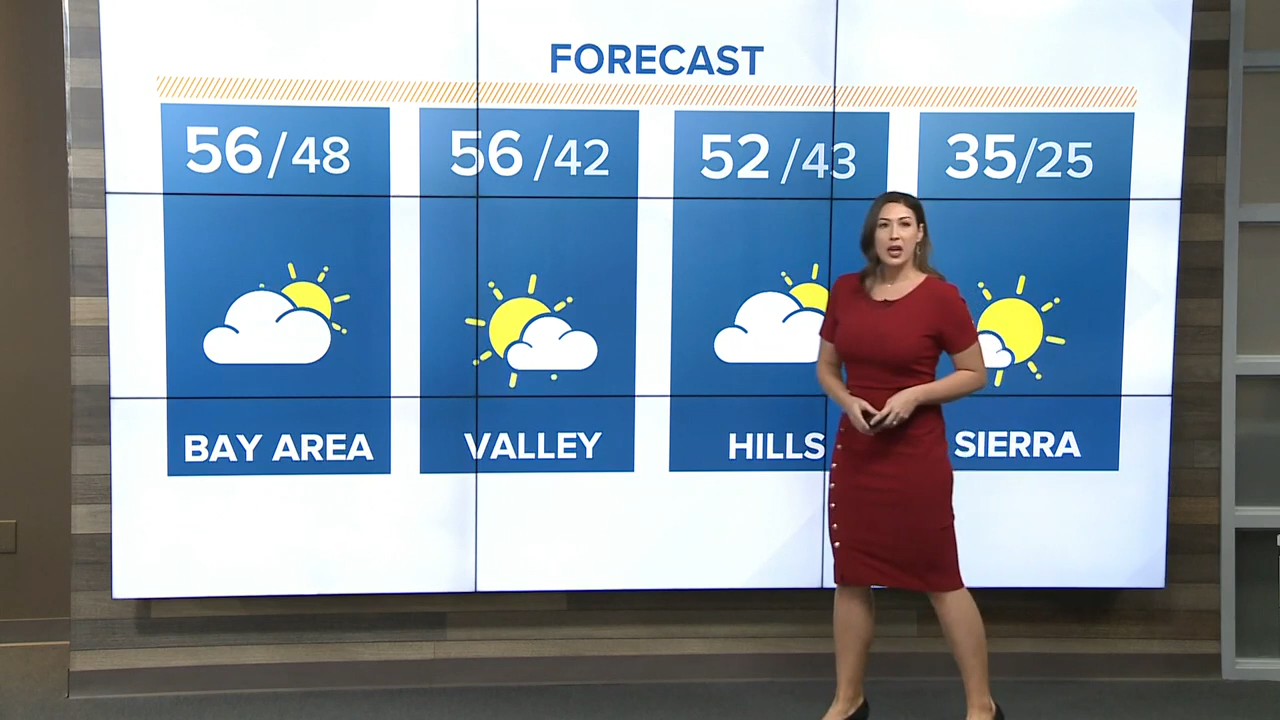 FORECAST
56/48
56/42
52/43
35/25
BAY AREA
VALLEY
HILLS
SIERRA